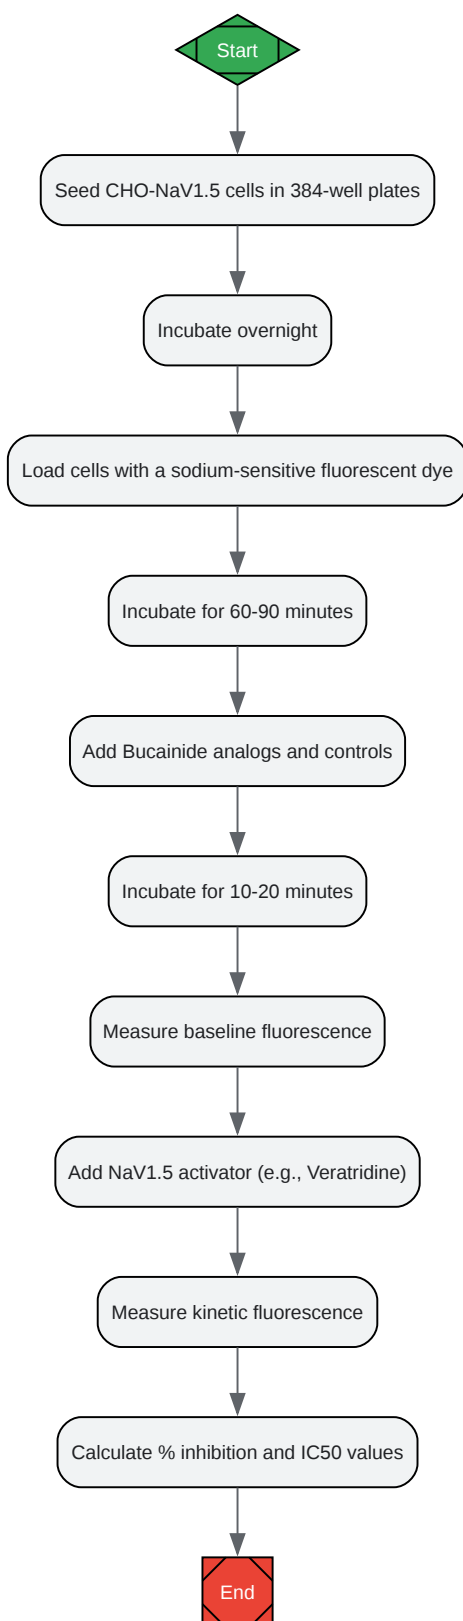 Start
Seed CHO-NaV1.5 cells in 384-well plates
Incubate overnight
Load cells with a sodium-sensitive fluorescent dye
Incubate for 60-90 minutes
Add Bucainide analogs and controls
Incubate for 10-20 minutes
Measure baseline fluorescence
Add NaV1.5 activator (e.g., Veratridine)
Measure kinetic fluorescence
Calculate % inhibition and IC50 values
End